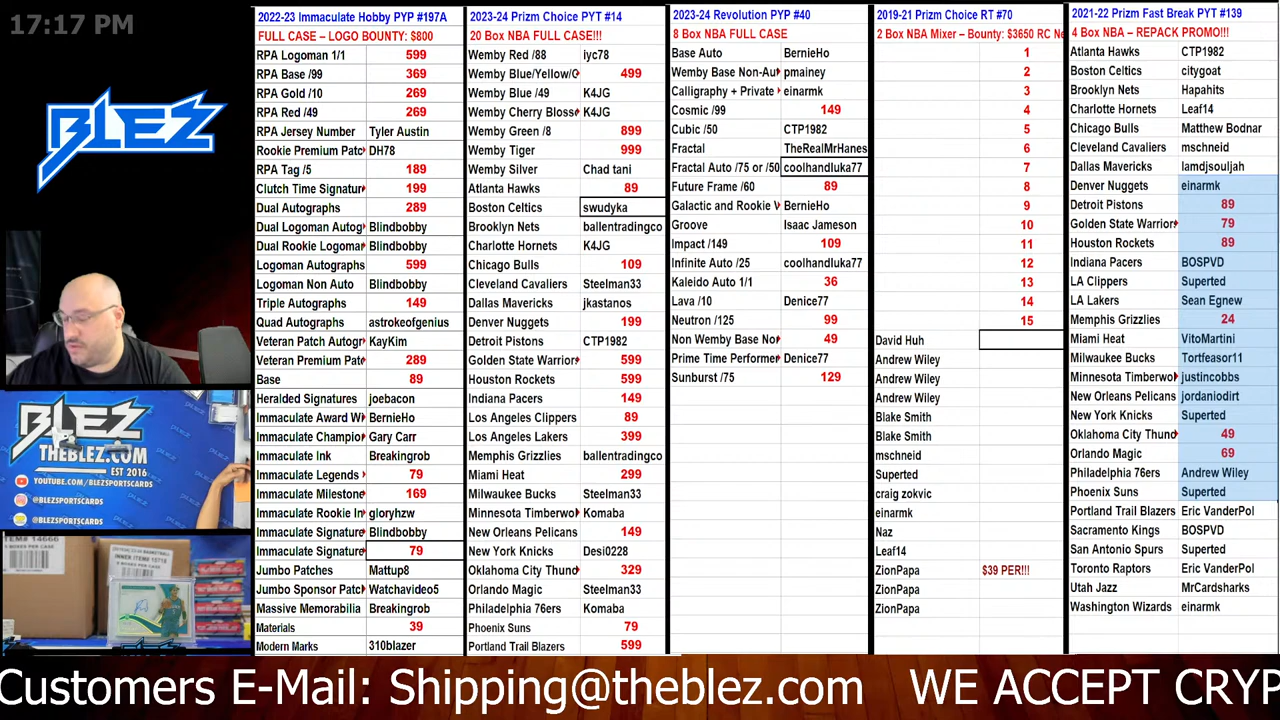 17:17 PM
BLEZ
BLEZ
THEBLEZ.COM
EST 2016
YOUTUBE.COM/BLEZSPORTSCARDS
@BLEZSPORTSCARDS
@BLEZSPORTSCARDS
2022-23 Immaculate Hobby PYP #197A
FULL CASE – LOGO BOUNTY: $800
RPA Logoman 1/1 599
RPA Base /99 369
RPA Gold /10 269
RPA Red /49 269
RPA Jersey Number Tyler Austin
Rookie Premium Patc DH78
RPA Tag /5 189
Clutch Time Signatur 199
Dual Autographs 289
Dual Logoman Autog Blindbobby
Dual Rookie Logoma Blindbobby
Logoman Autographs 599
Logoman Non Auto Blindbobby
Triple Autographs 149
Quad Autographs astrokeofgenius
Veteran Patch Autogr KayKim
Veteran Premium Pat 289
Base 89
Heralded Signatures joebacon
Immaculate Award W BernieHo
Immaculate Champio Gary Carr
Immaculate Ink Breakingrob
Immaculate Legends 79
Immaculate Milestone 169
Immaculate Rookie In gloryhzw
Immaculate Signature Blindbobby
Immaculate Signature 79
Jumbo Patches Mattup8
Jumbo Sponsor Patc Watchavideo5
Massive Memorabilia Breakingrob
Materials 39
Modern Marks 310blazer
2023-24 Prizm Choice PYT #14
20 Box NBA FULL CASE!!!
Wemby Red /88 iyc78
Wemby Blue/Yellow/G 499
Wemby Blue /49 K4JG
Wemby Cherry Bloss K4JG
Wemby Green /8 899
Wemby Tiger 999
Wemby Silver Chad tani
Atlanta Hawks 89
Boston Celtics swudyka
Brooklyn Nets ballentradingco
Charlotte Hornets K4JG
Chicago Bulls 109
Cleveland Cavaliers Steelman33
Dallas Mavericks jkastanos
Denver Nuggets 199
Detroit Pistons CTP1982
Golden State Warrior 599
Houston Rockets 599
Indiana Pacers 149
Los Angeles Clippers 89
Los Angeles Lakers 399
Memphis Grizzlies ballentradingco
Miami Heat 299
Milwaukee Bucks Steelman33
Minnesota Timberwo Komaba
New Orleans Pelicans 149
New York Knicks Desi0228
Oklahoma City Thund 329
Orlando Magic Steelman33
Philadelphia 76ers Komaba
Phoenix Suns 79
Portland Trail Blazers 599
2023-24 Revolution PYP #40
8 Box NBA FULL CASE
Base Auto BernieHo
Wemby Base Non-Au pmainey
Calligraphy + Private einarmk
Cosmic /99 149
Cubic /50 CTP1982
Fractal TheRealMrHanes
Fractal Auto /75 or /50 coolhandluka77
Future Frame /60 89
Galactic and Rookie V BernieHo
Groove Isaac Jameson
Impact /149 109
Infinite Auto /25 coolhandluka77
Kaleido Auto 1/1 36
Lava /10 Denice77
Neutron /125 99
Non Wemby Base No 49
Prime Time Performer Denice77
Sunburst /75 129
2019-21 Prizm Choice RT #70
2 Box NBA Mixer – Bounty: $3650 RC Ne
1
2
3
4
5
6
7
8
9
10
11
12
13
14
15
David Huh
Andrew Wiley
Andrew Wiley
Andrew Wiley
Blake Smith
Blake Smith
mschneid
Superted
craig zokvic
einarmk
Naz
Leaf14
ZionPapa $39 PER!!!
ZionPapa
ZionPapa
2021-22 Prizm Fast Break PYT #139
4 Box NBA – REPACK PROMO!!!
Atlanta Hawks CTP1982
Boston Celtics citygoat
Brooklyn Nets Hapahits
Charlotte Hornets Leaf14
Chicago Bulls Matthew Bodnar
Cleveland Cavaliers mschneid
Dallas Mavericks Iamdjsouljah
Denver Nuggets einarmk
Detroit Pistons 89
Golden State Warrior 79
Houston Rockets 89
Indiana Pacers BOSPVD
LA Clippers Superted
LA Lakers Sean Egnew
Memphis Grizzlies 24
Miami Heat VitoMartini
Milwaukee Bucks Tortfeasor11
Minnesota Timberwo justincobbs
New Orleans Pelicans jordaniodirt
New York Knicks Superted
Oklahoma City Thund 49
Orlando Magic 69
Philadelphia 76ers Andrew Wiley
Phoenix Suns Superted
Portland Trail Blazers Eric VanderPol
Sacramento Kings BOSPVD
San Antonio Spurs Superted
Toronto Raptors Eric VanderPol
Utah Jazz MrCardsharks
Washington Wizards einarmk
Customers E-Mail: Shipping@theblez.com WE ACCEPT CRYP